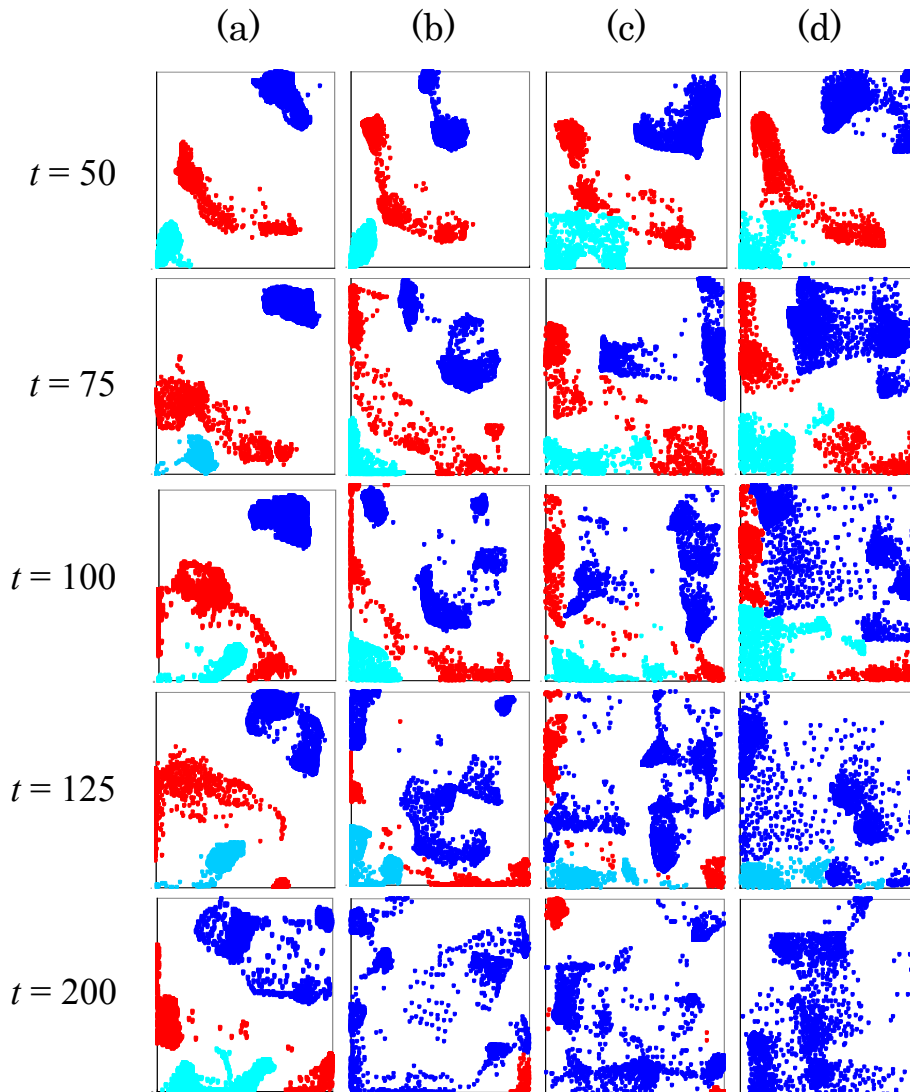 (a) (b) (c) (d)
t = 50
t = 75
t = 100
t = 125
t = 200